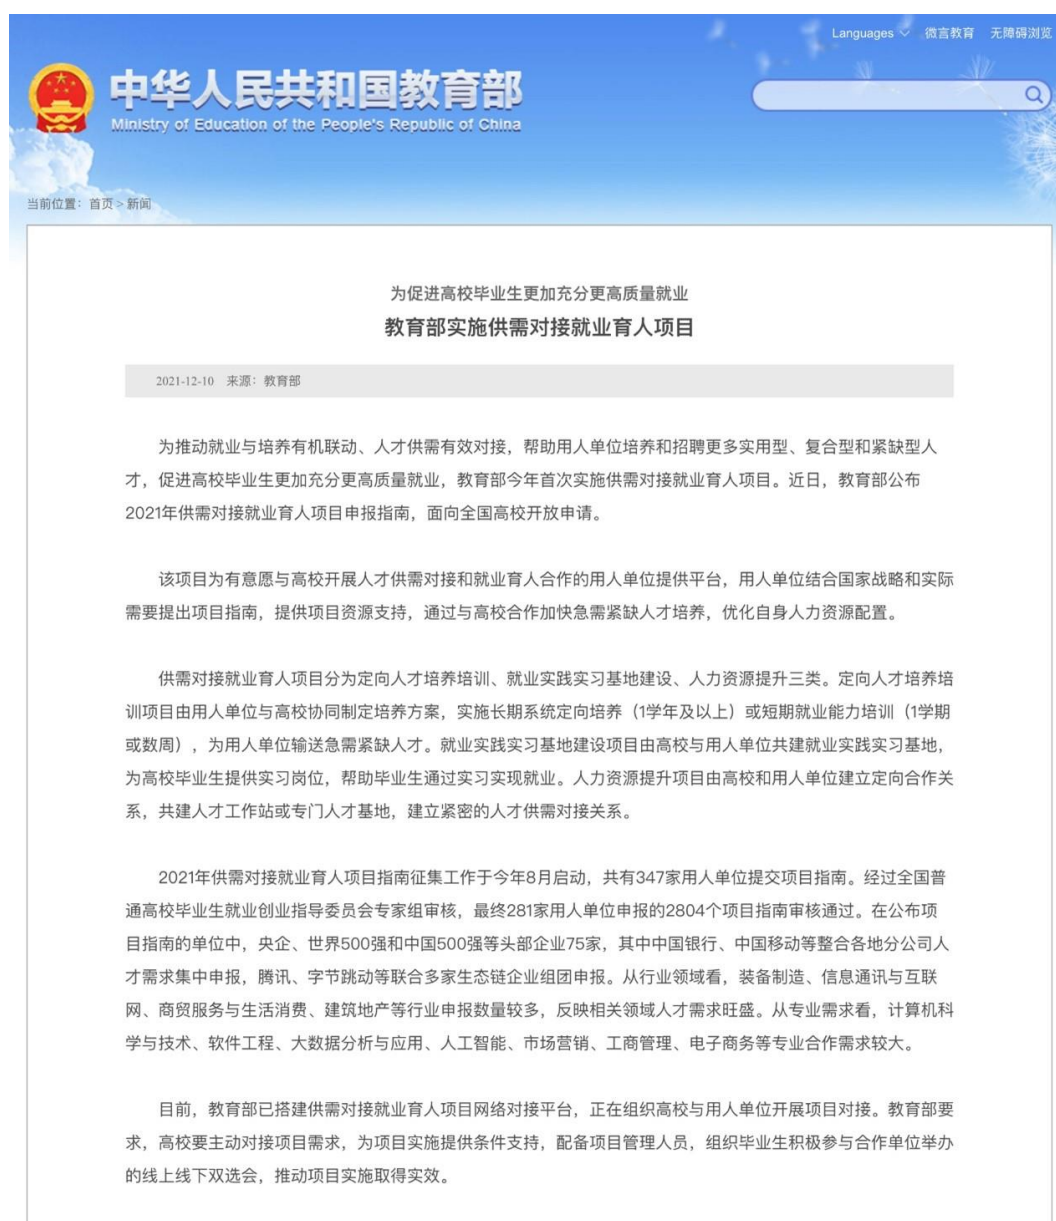 Languages 微言教育 无障碍浏览
中华人民共和国教育部
Ministry of Education of the People's Republic of China
当前位置：首页 > 新闻
为促进高校毕业生更加充分更高质量就业
教育部实施供需对接就业育人项目
2021-12-10 来源：教育部
为推动就业与培养有机联动、人才供需有效对接，帮助用人单位培养和招聘更多实用型、复合型和紧缺型人
才，促进高校毕业生更加充分更高质量就业，教育部今年首次实施供需对接就业育人项目。近日，教育部公布
2021年供需对接就业育人项目申报指南，面向全国高校开放申请。
该项目为有意愿与高校开展人才供需对接和就业育人合作的用人单位提供平台，用人单位结合国家战略和实际
需要提出项目指南，提供项目资源支持，通过与高校合作加快急需紧缺人才培养，优化自身人力资源配置。
供需对接就业育人项目分为定向人才培养培训、就业实践实习基地建设、人力资源提升三类。定向人才培养培
训项目由用人单位与高校协同制定培养方案，实施长期系统定向培养（1学年及以上）或短期就业能力培训（1学期
或数周），为用人单位输送急需紧缺人才。就业实践实习基地建设项目由高校与用人单位共建就业实践实习基地，
为高校毕业生提供实习岗位，帮助毕业生通过实习实现就业。人力资源提升项目由高校和用人单位建立定向合作关
系，共建人才工作站或专门人才基地，建立紧密的人才供需对接关系。
2021年供需对接就业育人项目指南征集工作于今年8月启动，共有347家用人单位提交项目指南。经过全国普
通高校毕业生就业创业指导委员会专家组审核，最终281家用人单位申报的2804个项目指南审核通过。在公布项
目指南的单位中，央企、世界500强和中国500强等头部企业75家，其中中国银行、中国移动等整合各地分公司人
才需求集中申报，腾讯、字节跳动等联合多家生态链企业组团申报。从行业领域看，装备制造、信息通讯与互联
网、商贸服务与生活消费、建筑地产等行业申报数量较多，反映相关领域人才需求旺盛。从专业需求看，计算机科
学与技术、软件工程、大数据分析与应用、人工智能、市场营销、工商管理、电子商务等专业合作需求较大。
目前，教育部已搭建供需对接就业育人项目网络对接平台，正在组织高校与用人单位开展项目对接。教育部要
求，高校要主动对接项目需求，为项目实施提供条件支持，配备项目管理人员，组织毕业生积极参与合作单位举办
的线上线下双选会，推动项目实施取得实效。